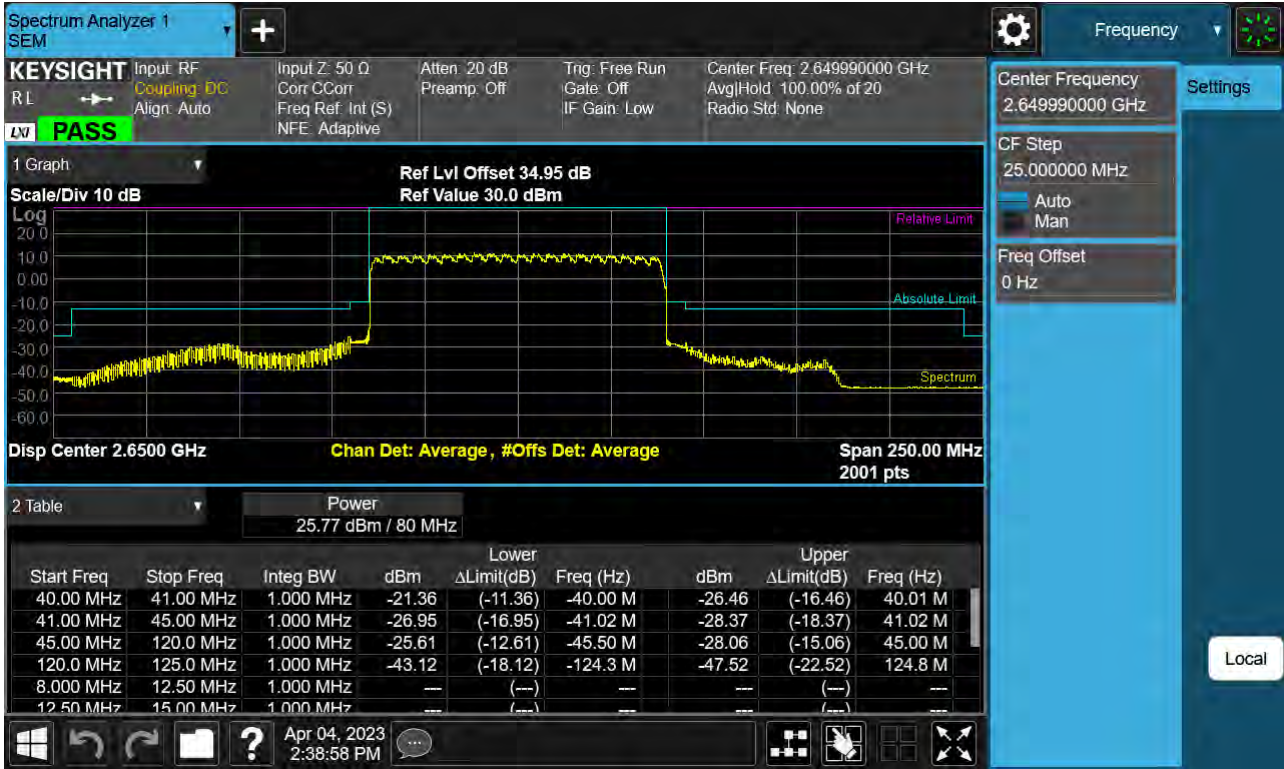 Spectrum Analyzer 1
SEM
Frequency
KEYSIGHT
R L
LXI
PASS
Input: RF
Coupling: DC
Align: Auto
Input Z: 50 Ω
Corr CCorr
Freq Ref: Int (S)
NFE: Adaptive
Atten: 20 dB
Preamp: Off
Trig: Free Run
Gate: Off
IF Gain: Low
Center Freq: 2.649990000 GHz
Avg|Hold: 100.00% of 20
Radio Std: None
Center Frequency
2.649990000 GHz
Settings
CF Step
25.000000 MHz
Auto
Man
Freq Offset
0 Hz
Local
1 Graph
Scale/Div 10 dB
Ref Lvl Offset 34.95 dB
Ref Value 30.0 dBm
Log
20.0
10.0
0.00
-10.0
-20.0
-30.0
-40.0
-50.0
-60.0
Relative Limit
Absolute Limit
Spectrum
Disp Center 2.6500 GHz
Chan Det: Average , #Offs Det: Average
Span 250.00 MHz
2001 pts
2 Table
Power
25.77 dBm / 80 MHz
Lower Upper
Start Freq Stop Freq Integ BW dBm ΔLimit(dB) Freq (Hz) dBm ΔLimit(dB) Freq (Hz)
40.00 MHz 41.00 MHz 1.000 MHz -21.36 (-11.36) -40.00 M -26.46 (-16.46) 40.01 M
41.00 MHz 45.00 MHz 1.000 MHz -26.95 (-16.95) -41.02 M -28.37 (-18.37) 41.02 M
45.00 MHz 120.0 MHz 1.000 MHz -25.61 (-12.61) -45.50 M -28.06 (-15.06) 45.00 M
120.0 MHz 125.0 MHz 1.000 MHz -43.12 (-18.12) -124.3 M -47.52 (-22.52) 124.8 M
8.000 MHz 12.50 MHz 1.000 MHz --- (---) --- --- (---) ---
12.50 MHz 15.00 MHz 1.000 MHz --- (---) --- --- (---) ---
Apr 04, 2023
2:38:58 PM